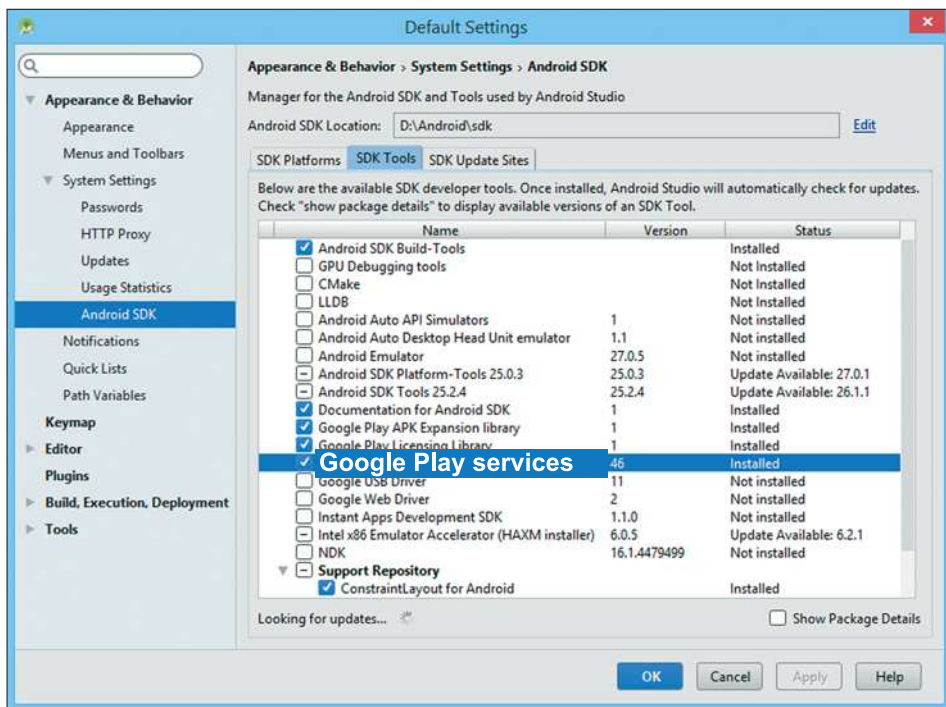 Default Settings
Appearance & Behavior
Appearance
Menus and Toolbars
System Settings
Passwords
HTTP Proxy
Updates
Usage Statistics
Android SDK
Notifications
Quick Lists
Path Variables
Keymap
Editor
Plugins
Build, Execution, Deployment
Tools
Appearance & Behavior › System Settings › Android SDK
Manager for the Android SDK and Tools used by Android Studio
Android SDK Location: D:\Android\sdk Edit
SDK Platforms SDK Tools SDK Update Sites
Below are the available SDK developer tools. Once installed, Android Studio will automatically check for updates.
Check "show package details" to display available versions of an SDK Tool.
Name Version Status
Android SDK Build-Tools Installed
GPU Debugging tools Not Installed
CMake Not Installed
LLDB Not Installed
Android Auto API Simulators 1 Not installed
Android Auto Desktop Head Unit emulator 1.1 Not installed
Android Emulator 27.0.5 Not installed
Android SDK Platform-Tools 25.0.3 25.0.3 Update Available: 27.0.1
Android SDK Tools 25.2.4 25.2.4 Update Available: 26.1.1
Documentation for Android SDK 1 Installed
Google Play APK Expansion library 1 Installed
Google Play Licensing Library 1 Installed
Google Play services 46 Installed
Google USB Driver 11 Not installed
Google Web Driver 2 Not installed
Instant Apps Development SDK 1.1.0 Not installed
Intel x86 Emulator Accelerator (HAXM installer) 6.0.5 Update Available: 6.2.1
NDK 16.1.4479499 Not installed
Support Repository
ConstraintLayout for Android Installed
Looking for updates... Show Package Details
OK Cancel Apply Help